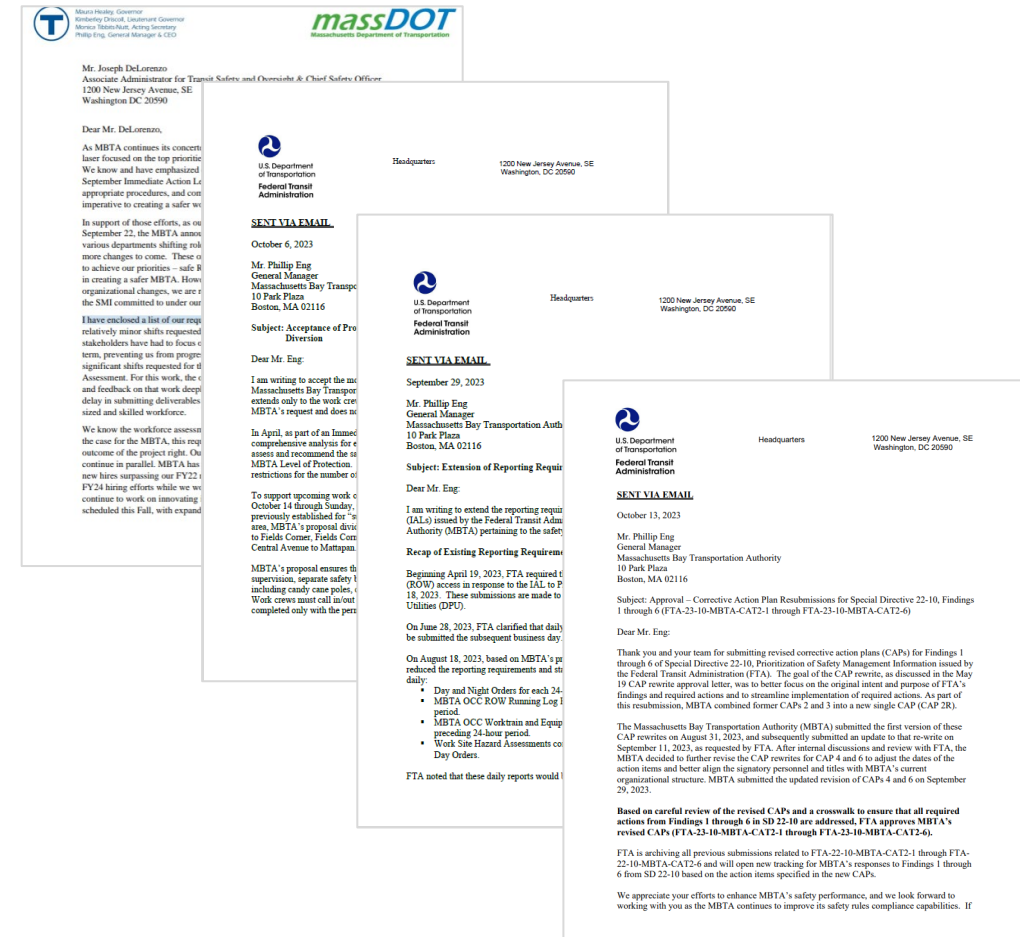 Maura Healey, Governor
Kimberley Driscoll, Lieutenant Governor
Monica Tibbits-Nutt, Acting Secretary
Phillip Eng, General Manager & CEO
T
massDOT
Massachusetts Department of Transportation
Mr. Joseph DeLorenzo
Associate Administrator for Transit Safety and Oversight & Chief Safety Officer
1200 New Jersey Avenue, SE
Washington DC 20590
Dear Mr. DeLorenzo,
As MBTA continues its concerte
laser focused on the top prioritie
We know and have emphasized
September Immediate Action Le
appropriate procedures, and com
imperative to creating a safer wo
In support of those efforts, as ou
September 22, the MBTA annou
various departments shifting rol
more changes to come. These o
to achieve our priorities – safe R
in creating a safer MBTA. Howe
organizational changes, we are r
the SMI committed to under our
I have enclosed a list of our requ
relatively minor shifts requested
stakeholders have had to focus o
term, preventing us from progre
significant shifts requested for th
Assessment. For this work, the c
and feedback on that work deepl
delay in submitting deliverables
sized and skilled workforce.
We know the workforce assessm
the case for the MBTA, this requ
outcome of the project right. Ou
continue in parallel. MBTA has
new hires surpassing our FY22 n
FY24 hiring efforts while we wo
continue to work on innovating
scheduled this Fall, with expand
U.S. Department
of Transportation
Federal Transit
Administration
Headquarters
1200 New Jersey Avenue, SE
Washington, DC 20590
SENT VIA EMAIL
October 6, 2023
Mr. Phillip Eng
General Manager
Massachusetts Bay Transpo
10 Park Plaza
Boston, MA 02116
Subject: Acceptance of Pro
Diversion
Dear Mr. Eng:
I am writing to accept the mo
Massachusetts Bay Transpor
extends only to the work crew
MBTA's request and does no
In April, as part of an Immed
comprehensive analysis for e
assess and recommend the sa
MBTA Level of Protection.
restrictions for the number of
To support upcoming work o
October 14 through Sunday,
previously established for "s
area, MBTA's proposal divid
to Fields Corner, Fields Corn
Central Avenue to Mattapan.
MBTA's proposal ensures th
supervision, separate safety b
including candy cane poles, c
Work crews must call in/out
completed only with the perm
U.S. Department
of Transportation
Federal Transit
Administration
Headquarters
1200 New Jersey Avenue, SE
Washington, DC 20590
SENT VIA EMAIL
September 29, 2023
Mr. Phillip Eng
General Manager
Massachusetts Bay Transportation Auth
10 Park Plaza
Boston, MA 02116
Subject: Extension of Reporting Requir
Dear Mr. Eng:
I am writing to extend the reporting requir
(IALs) issued by the Federal Transit Adm
Authority (MBTA) pertaining to the safety
Recap of Existing Reporting Requireme
Beginning April 19, 2023, FTA required t
(ROW) access in response to the IAL to P
18, 2023. These submissions are made to
Utilities (DPU).
On June 28, 2023, FTA clarified that daily
be submitted the subsequent business day.
On August 18, 2023, based on MBTA's pr
reduced the reporting requirements and sta
daily:
▪ Day and Night Orders for each 24-
▪ MBTA OCC ROW Running Log F
period.
▪ MBTA OCC Worktrain and Equip
preceding 24-hour period.
▪ Work Site Hazard Assessments co
Day Orders.
FTA noted that these daily reports would b
U.S. Department
of Transportation
Federal Transit
Administration
Headquarters
1200 New Jersey Avenue, SE
Washington, DC 20590
SENT VIA EMAIL
October 13, 2023
Mr. Phillip Eng
General Manager
Massachusetts Bay Transportation Authority
10 Park Plaza
Boston, MA 02116
Subject: Approval – Corrective Action Plan Resubmissions for Special Directive 22-10, Findings
1 through 6 (FTA-23-10-MBTA-CAT2-1 through FTA-23-10-MBTA-CAT2-6)
Dear Mr. Eng:
Thank you and your team for submitting revised corrective action plans (CAPs) for Findings 1
through 6 of Special Directive 22-10, Prioritization of Safety Management Information issued by
the Federal Transit Administration (FTA). The goal of the CAP rewrite, as discussed in the May
19 CAP rewrite approval letter, was to better focus on the original intent and purpose of FTA's
findings and required actions and to streamline implementation of required actions. As part of
this resubmission, MBTA combined former CAPs 2 and 3 into a new single CAP (CAP 2R).
The Massachusetts Bay Transportation Authority (MBTA) submitted the first version of these
CAP rewrites on August 31, 2023, and subsequently submitted an update to that re-write on
September 11, 2023, as requested by FTA. After internal discussions and review with FTA, the
MBTA decided to further revise the CAP rewrites for CAP 4 and 6 to adjust the dates of the
action items and better align the signatory personnel and titles with MBTA's current
organizational structure. MBTA submitted the updated revision of CAPs 4 and 6 on September
29, 2023.
Based on careful review of the revised CAPs and a crosswalk to ensure that all required
actions from Findings 1 through 6 in SD 22-10 are addressed, FTA approves MBTA's
revised CAPs (FTA-23-10-MBTA-CAT2-1 through FTA-23-10-MBTA-CAT2-6).
FTA is archiving all previous submissions related to FTA-22-10-MBTA-CAT2-1 through FTA-
22-10-MBTA-CAT2-6 and will open new tracking for MBTA's responses to Findings 1 through
6 from SD 22-10 based on the action items specified in the new CAPs.
We appreciate your efforts to enhance MBTA's safety performance, and we look forward to
working with you as the MBTA continues to improve its safety rules compliance capabilities. If